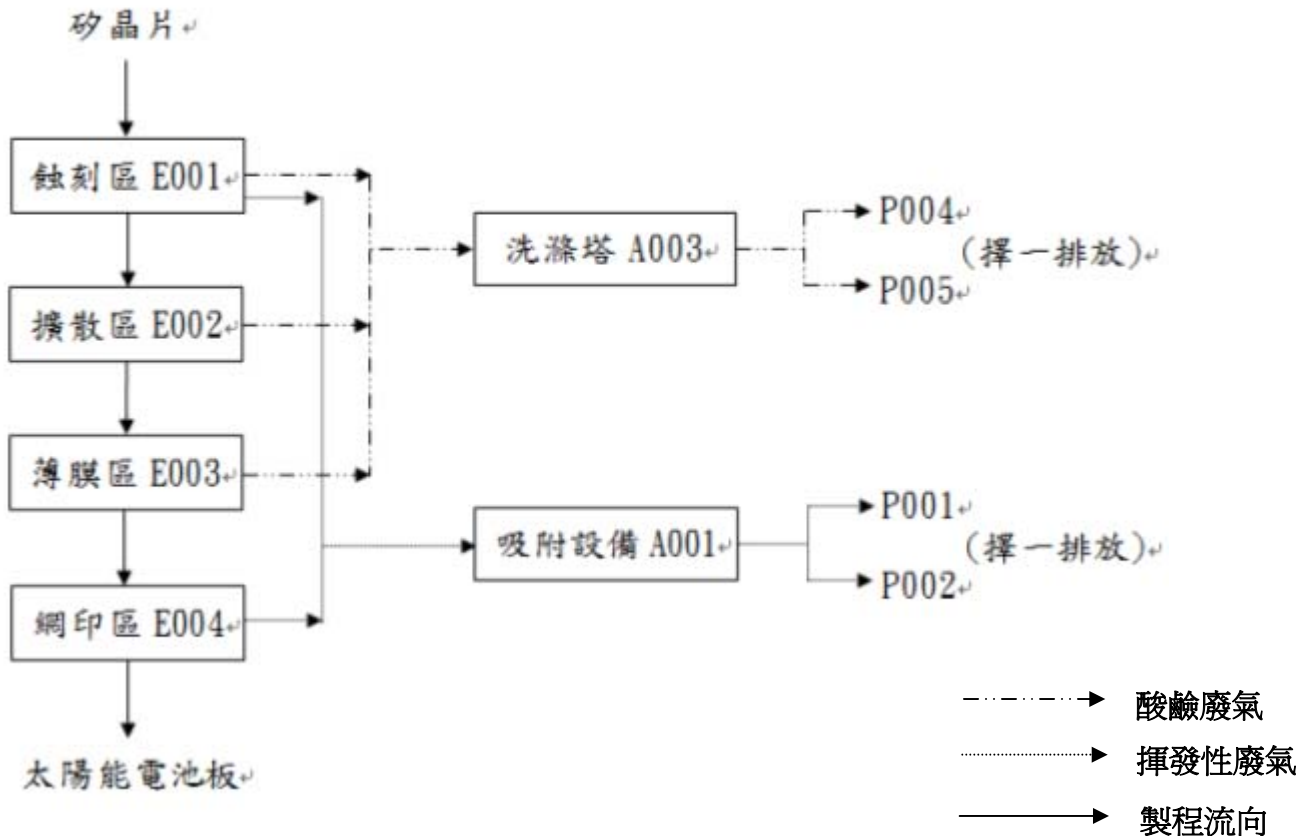 矽晶片
蝕刻區 E001
擴散區 E002
薄膜區 E003
網印區 E004
太陽能電池板
洗滌塔 A003
P004
(擇一排放)
P005
吸附設備 A001
P001
(擇一排放)
P002
酸鹼廢氣
揮發性廢氣
製程流向